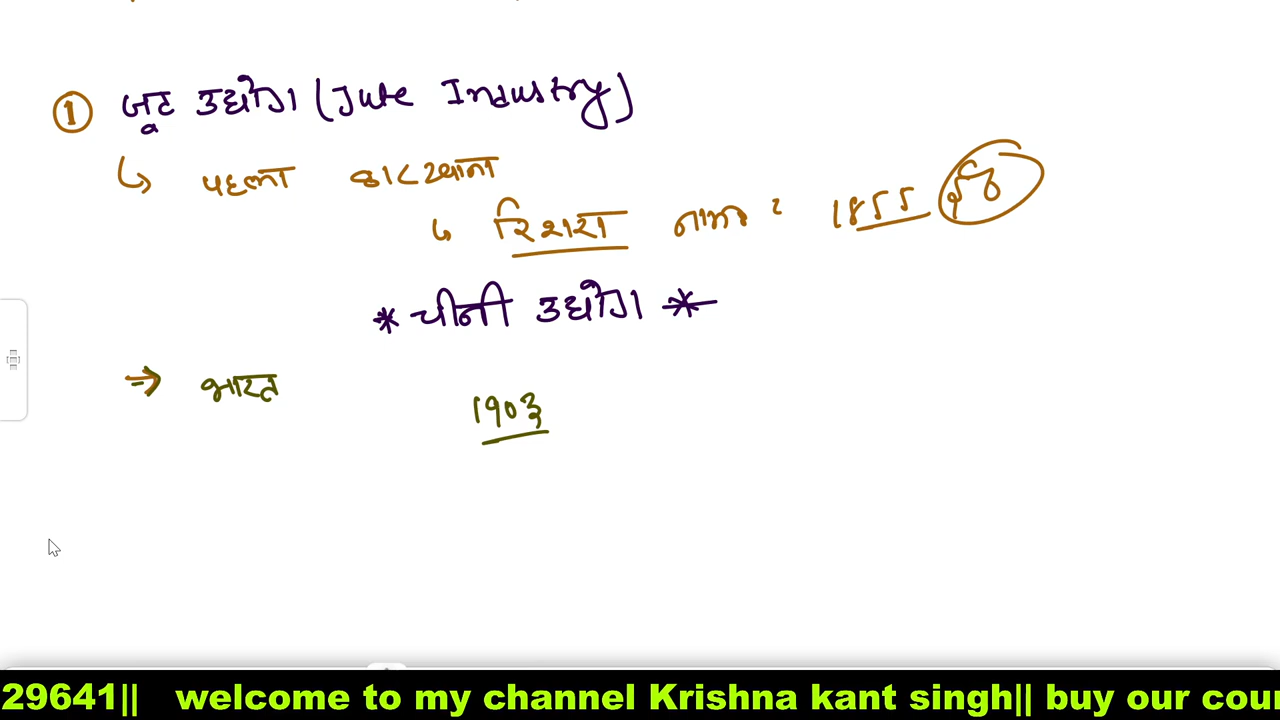 ① जूट उद्योग (Jute Industry)
↳ पहला कारखाना
↳ रिशरा नामक 1855 ई०
* चीनी उद्योग *
→ भारत 1903
29641|| welcome to my channel Krishna kant singh|| buy our cour